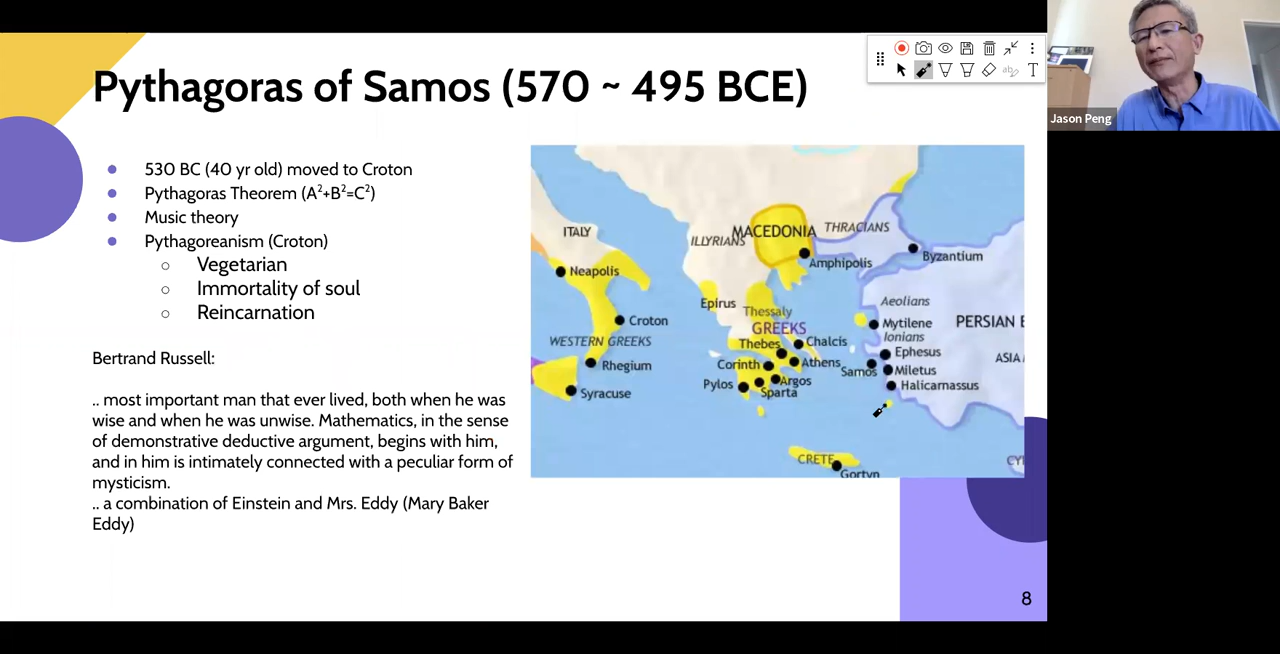 Pythagoras of Samos (570 ~ 495 BCE)
530 BC (40 yr old) moved to Croton
Pythagoras Theorem (A²+B²=C²)
Music theory
Pythagoreanism (Croton)
Vegetarian
Immortality of soul
Reincarnation
Bertrand Russell:
.. most important man that ever lived, both when he was
wise and when he was unwise. Mathematics, in the sense
of demonstrative deductive argument, begins with him,
and in him is intimately connected with a peculiar form of
mysticism.
.. a combination of Einstein and Mrs. Eddy (Mary Baker
Eddy)
ITALY
ILLYRIANS
MACEDONIA
THRACIANS
Neapolis
Amphipolis
Byzantium
Epirus
Thessaly
Aeolians
Croton
GREEKS
Mytilene
PERSIAN E
WESTERN GREEKS
Thebes
Chalcis
Ionians
Rhegium
Corinth
Athens
Ephesus
ASIA
Samos
Miletus
Syracuse
Pylos
Argos
Halicarnassus
Sparta
CRETE
Gortyn
CY
8
ab
T
Jason Peng